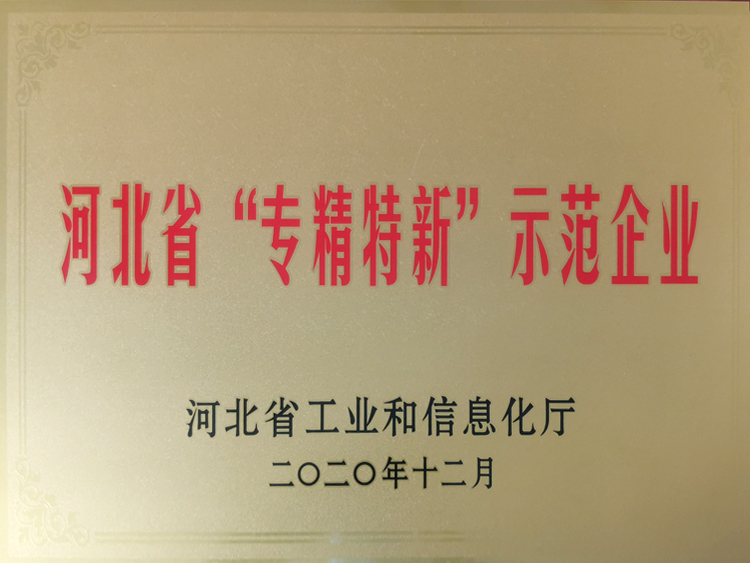 河北省“专精特新”示范企业
河北省工业和信息化厅
二〇二〇年十二月